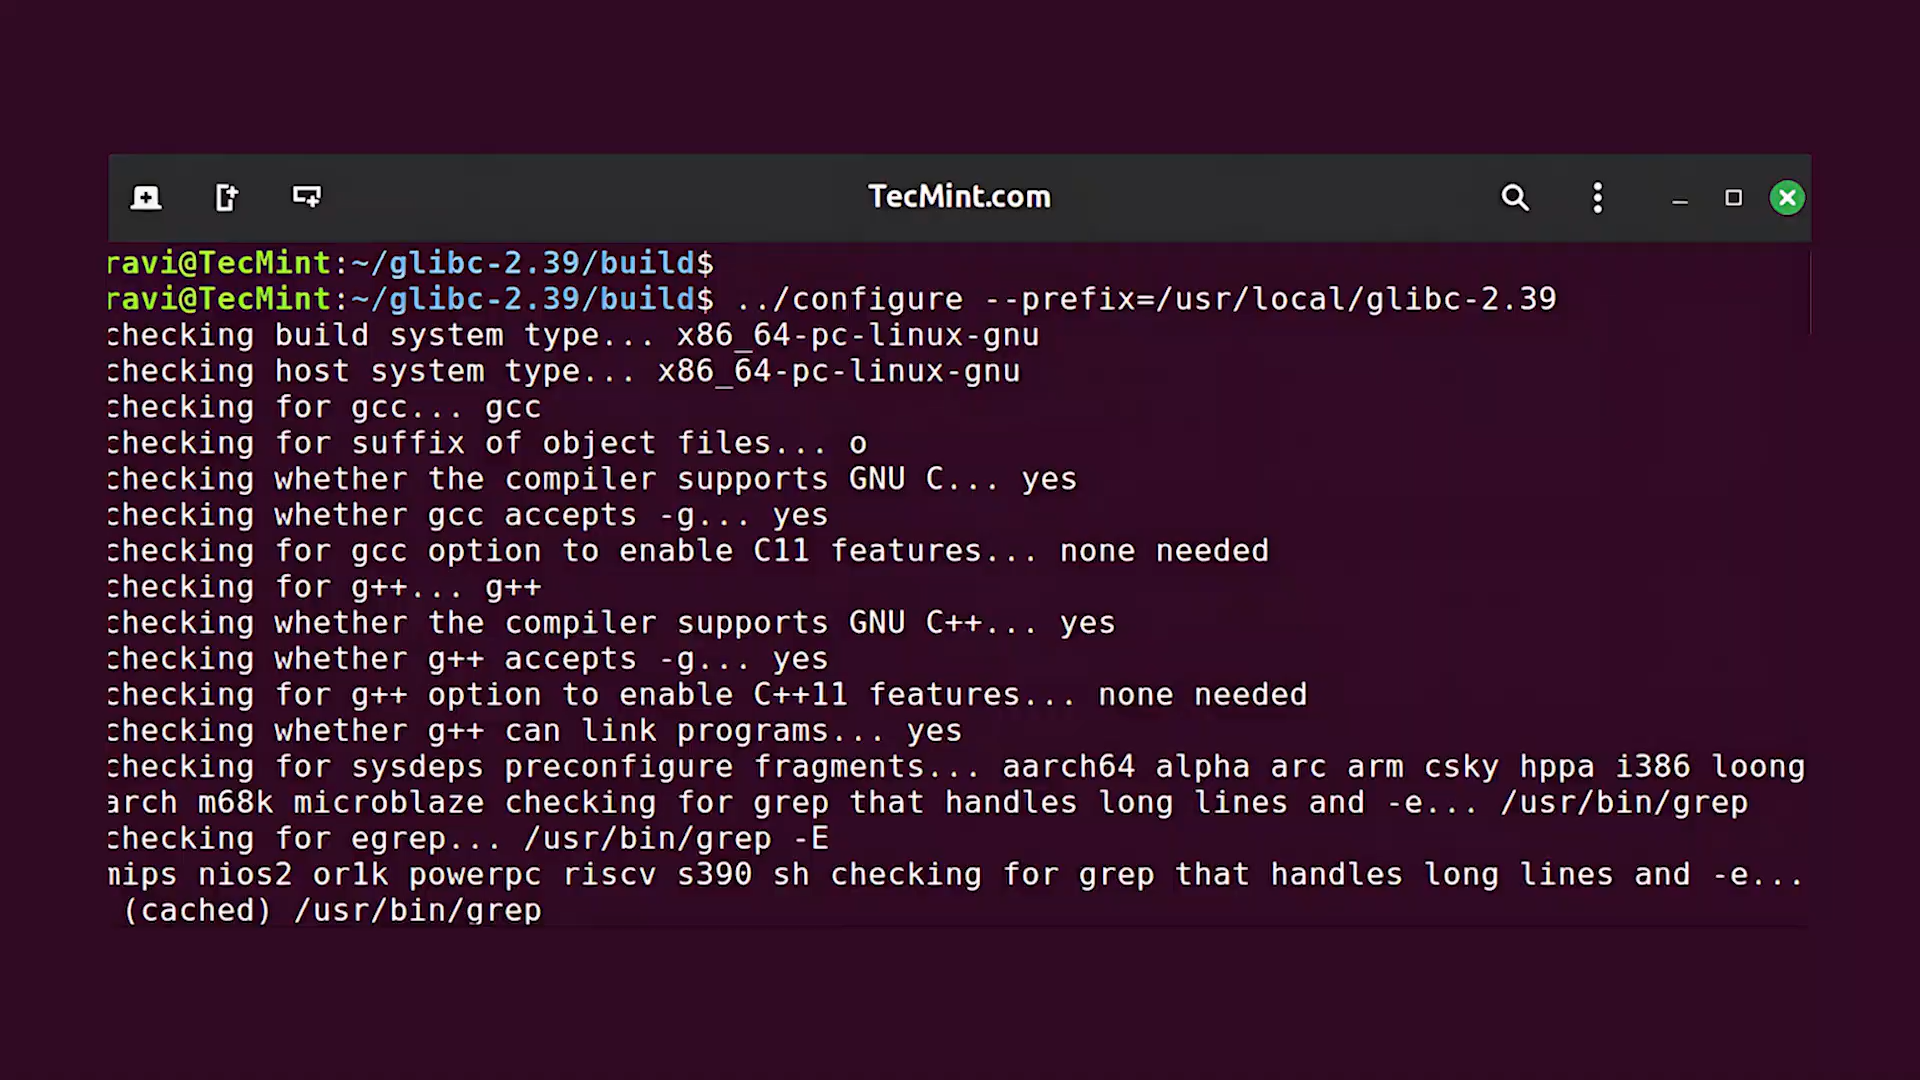 TecMint.com
ravi@TecMint:~/glibc-2.39/build$
ravi@TecMint:~/glibc-2.39/build$ ../configure --prefix=/usr/local/glibc-2.39
checking build system type... x86_64-pc-linux-gnu
checking host system type... x86_64-pc-linux-gnu
checking for gcc... gcc
checking for suffix of object files... o
checking whether the compiler supports GNU C... yes
checking whether gcc accepts -g... yes
checking for gcc option to enable C11 features... none needed
checking for g++... g++
checking whether the compiler supports GNU C++... yes
checking whether g++ accepts -g... yes
checking for g++ option to enable C++11 features... none needed
checking whether g++ can link programs... yes
checking for sysdeps preconfigure fragments... aarch64 alpha arc arm csky hppa i386 loong
arch m68k microblaze checking for grep that handles long lines and -e... /usr/bin/grep
checking for egrep... /usr/bin/grep -E
mips nios2 or1k powerpc riscv s390 sh checking for grep that handles long lines and -e...
(cached) /usr/bin/grep